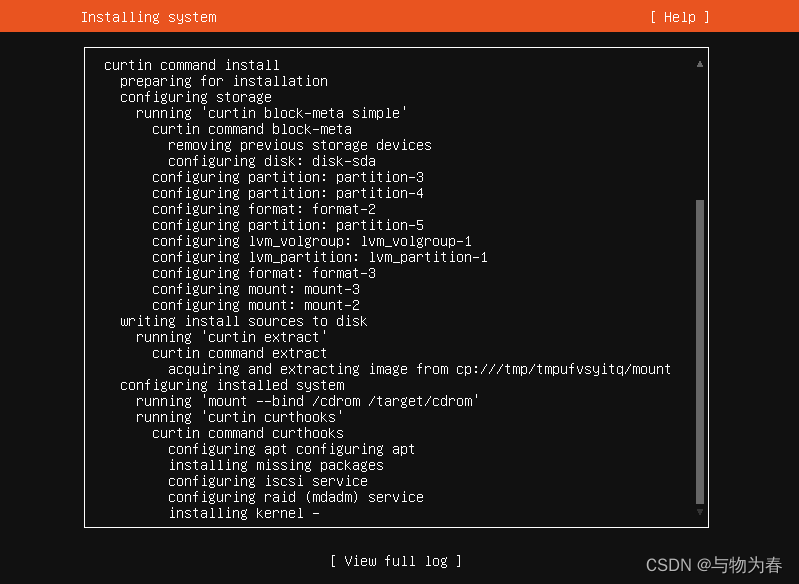 Installing system [ Help ]
curtin command install
preparing for installation
configuring storage
running 'curtin block-meta simple'
curtin command block-meta
removing previous storage devices
configuring disk: disk-sda
configuring partition: partition-3
configuring partition: partition-4
configuring format: format-2
configuring partition: partition-5
configuring lvm_volgroup: lvm_volgroup-1
configuring lvm_partition: lvm_partition-1
configuring format: format-3
configuring mount: mount-3
configuring mount: mount-2
writing install sources to disk
running 'curtin extract'
curtin command extract
acquiring and extracting image from cp:///tmp/tmpufvsyitq/mount
configuring installed system
running 'mount --bind /cdrom /target/cdrom'
running 'curtin curthooks'
curtin command curthooks
configuring apt configuring apt
installing missing packages
configuring iscsi service
configuring raid (mdadm) service
installing kernel -
[ View full log ]
CSDN @与物为春